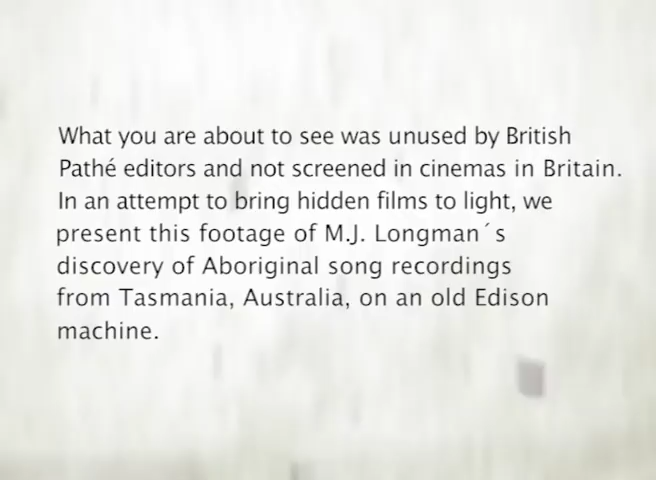 What you are about to see was unused by British
Pathé editors and not screened in cinemas in Britain.
In an attempt to bring hidden films to light, we
present this footage of M.J. Longman´s
discovery of Aboriginal song recordings
from Tasmania, Australia, on an old Edison
machine.